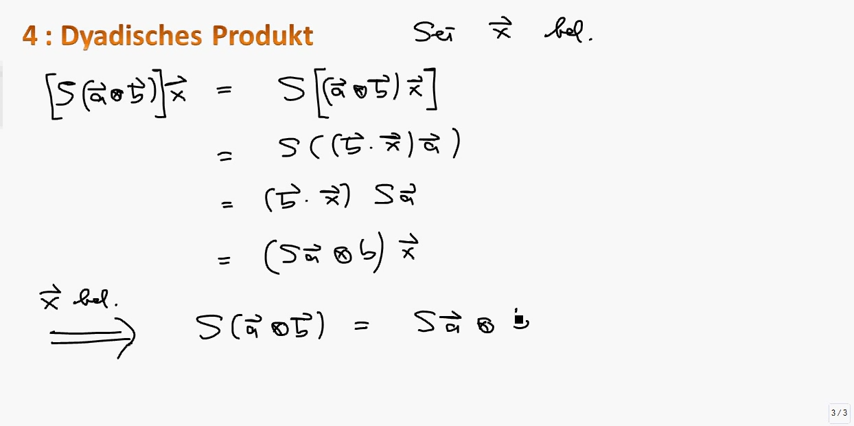 4 : Dyadisches Produkt Sei x⃗ bel.
[S(a⃗ ⊗ b⃗)]x⃗ = S[(a⃗ ⊗ b⃗)x⃗]
= S((b⃗ · x⃗)a⃗)
= (b⃗ · x⃗) Sa⃗
= (Sa⃗ ⊗ b) x⃗
x⃗ bel.
⟹ S(a⃗ ⊗ b⃗) = Sa⃗ ⊗
3 / 3